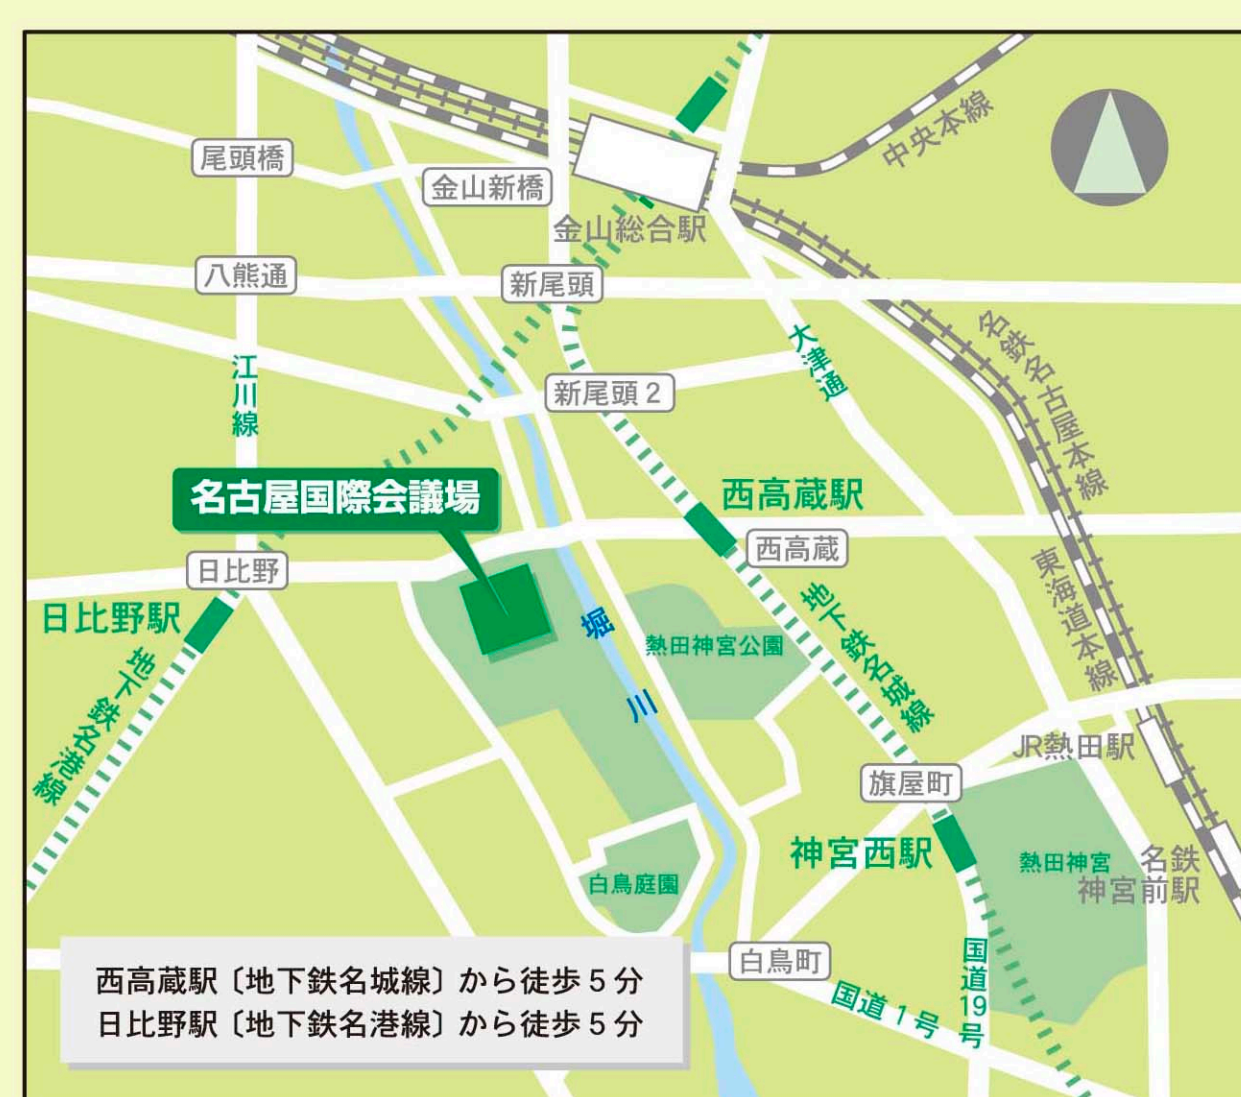 中央本線
尾頭橋
金山新橋
金山総合駅
八熊通
新尾頭
名鉄名古屋本線
大津通
江川線
新尾頭2
名古屋国際会議場
西高蔵駅
西高蔵
日比野
東海道本線
日比野駅
堀川
熱田神宮公園
地下鉄名城線
地下鉄名港線
JR熱田駅
旗屋町
神宮西駅
熱田神宮
名鉄
神宮前駅
白鳥庭園
白鳥町
国道19号
国道1号
西高蔵駅〔地下鉄名城線〕から徒歩5分
日比野駅〔地下鉄名港線〕から徒歩5分